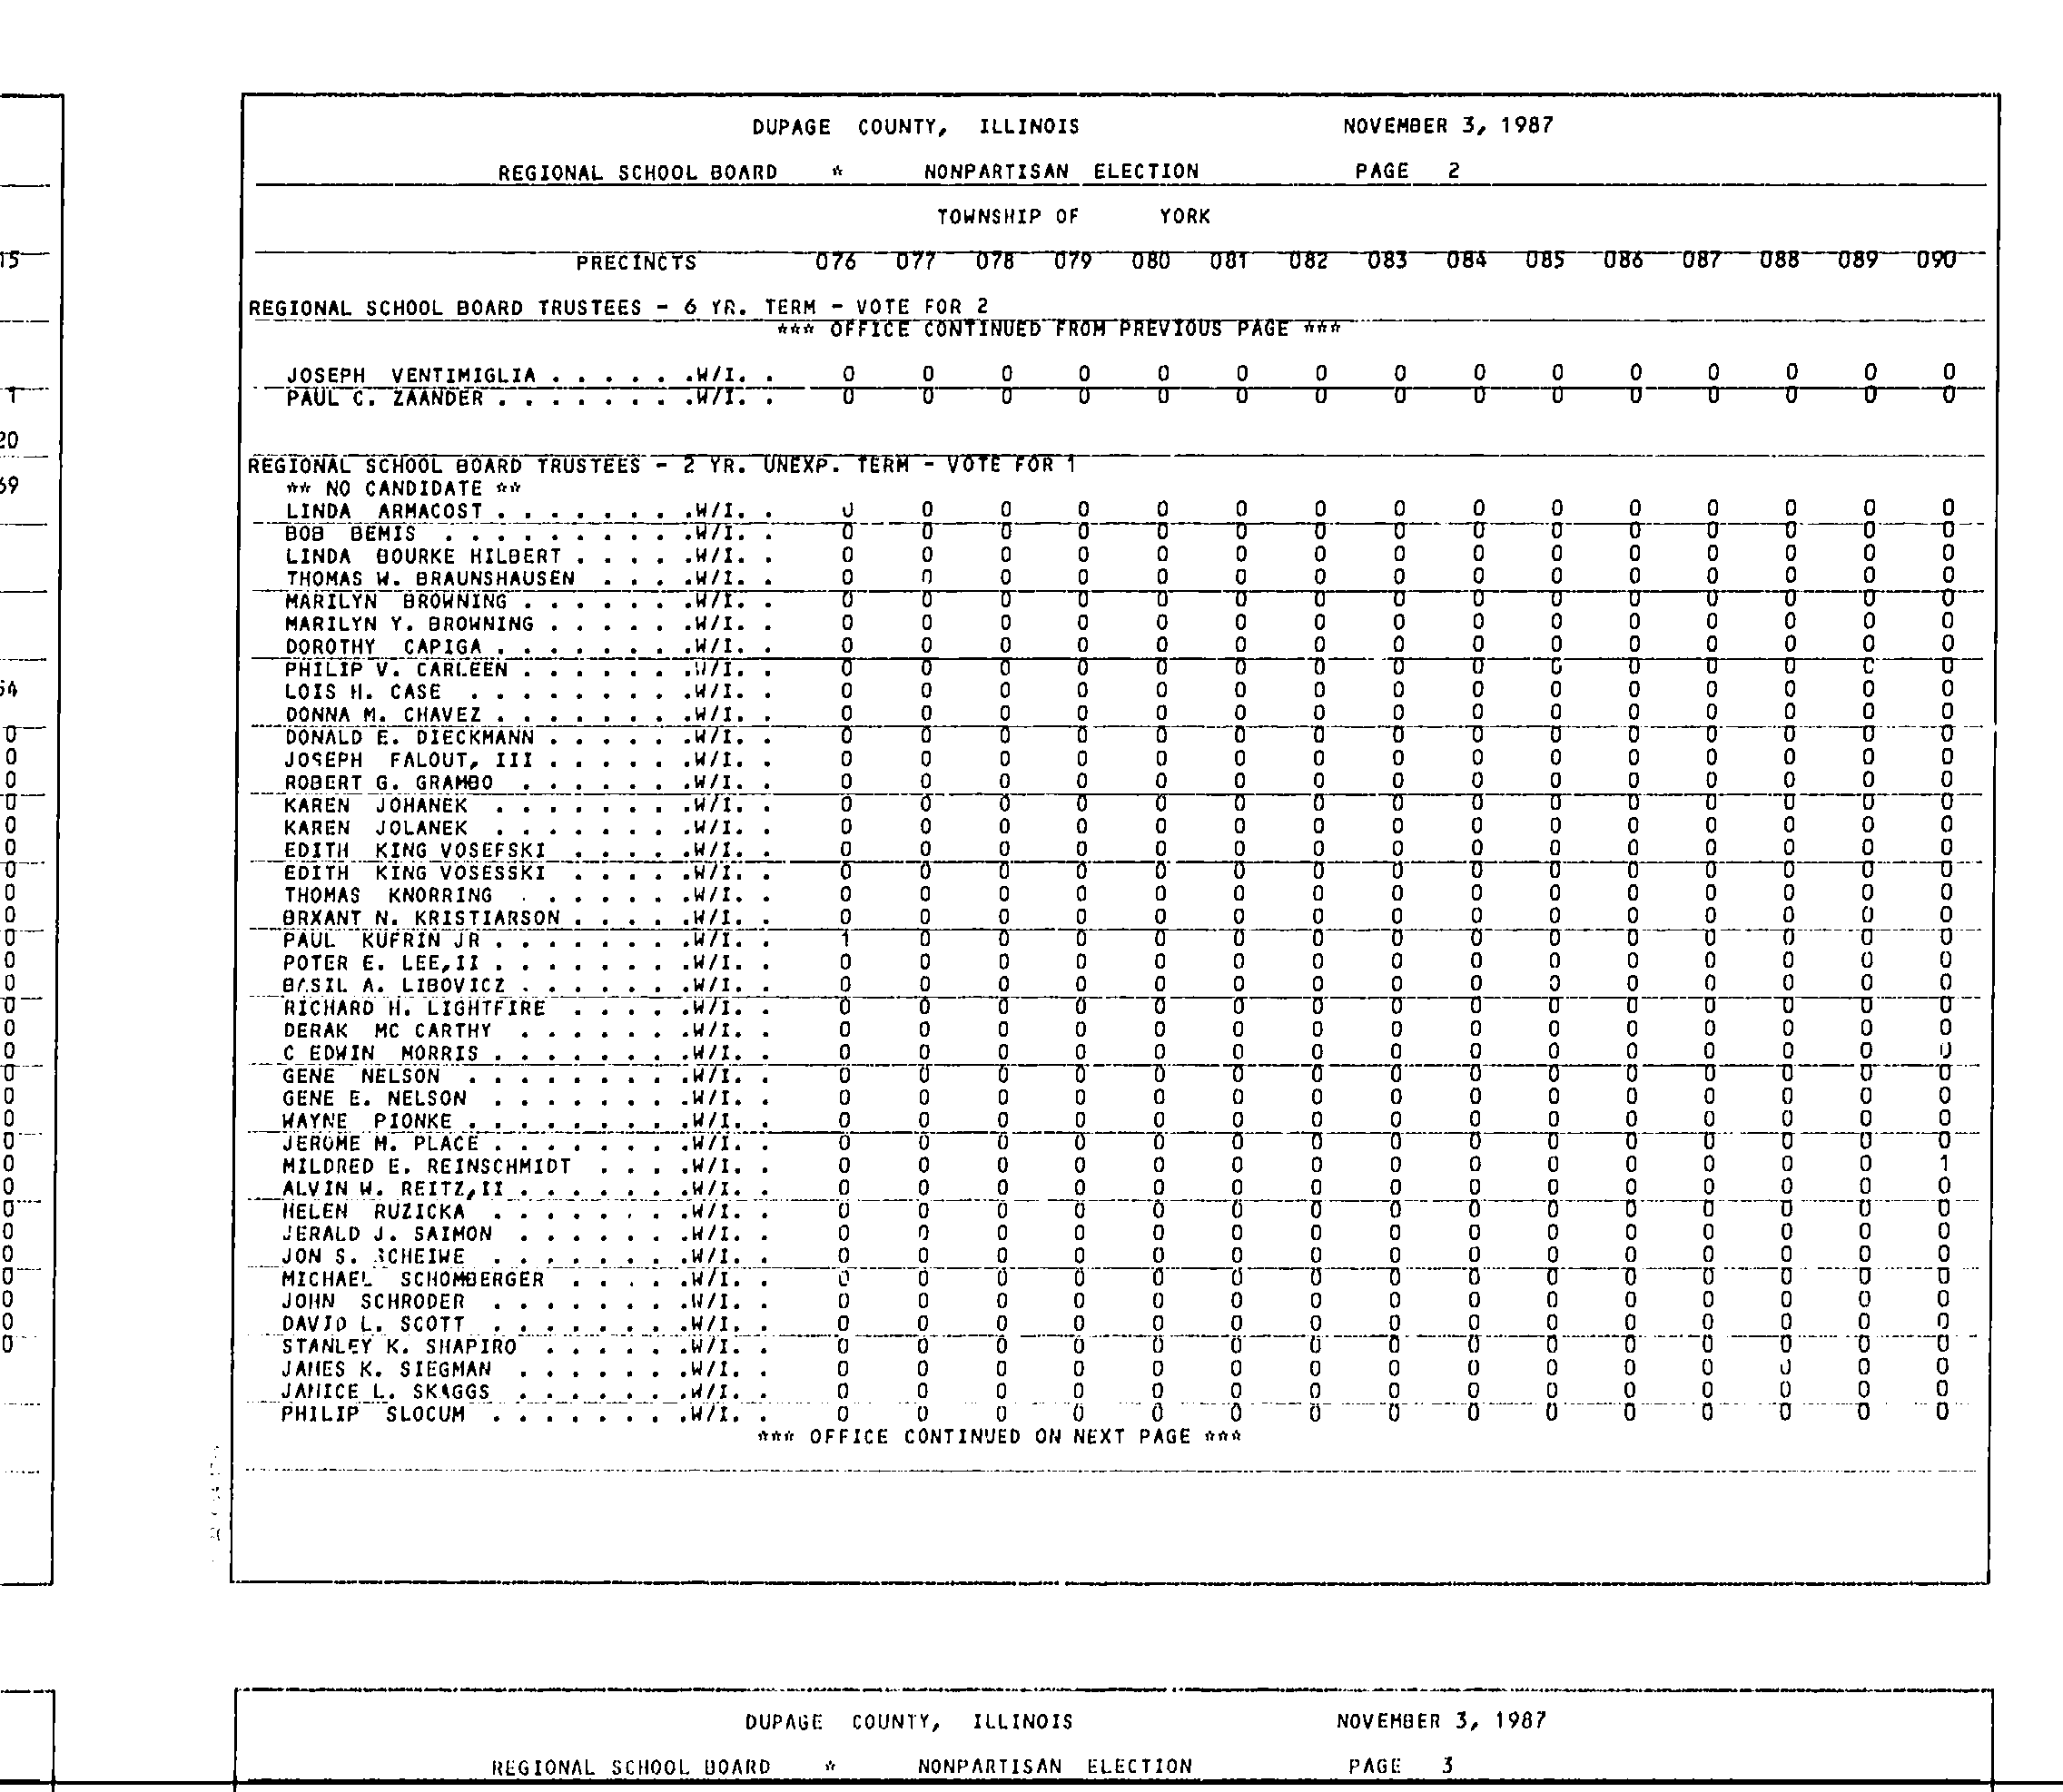 DUPAGE COUNTY, ILLINOIS NOVEMBER 3, 1987
REGIONAL SCHOOL BOARD * NONPARTISAN ELECTION PAGE 2
TOWNSHIP OF YORK
15
PRECINCTS 076 077 078 079 080 081 082 083 084 085 086 087 088 089 090
REGIONAL SCHOOL BOARD TRUSTEES - 6 YR. TERM - VOTE FOR 2
*** OFFICE CONTINUED FROM PREVIOUS PAGE ***
JOSEPH VENTIMIGLIA . . . . . .W/I. . 0 0 0 0 0 0 0 0 0 0 0 0 0 0 0
1 PAUL C. ZAANDER . . . . . . . .W/I. . 0 0 0 0 0 0 0 0 0 0 0 0 0 0 0
20
REGIONAL SCHOOL BOARD TRUSTEES - 2 YR. UNEXP. TERM - VOTE FOR 1
69 ** NO CANDIDATE **
LINDA ARMACOST . . . . . . . .W/I. . 0 0 0 0 0 0 0 0 0 0 0 0 0 0 0
BOB BEMIS . . . . . . . . . .W/I. . 0 0 0 0 0 0 0 0 0 0 0 0 0 0 0
LINDA BOURKE HILBERT . . . . .W/I. . 0 0 0 0 0 0 0 0 0 0 0 0 0 0 0
THOMAS W. BRAUNSHAUSEN . . . .W/I. . 0 0 0 0 0 0 0 0 0 0 0 0 0 0 0
MARILYN BROWNING . . . . . . .W/I. . 0 0 0 0 0 0 0 0 0 0 0 0 0 0 0
MARILYN Y. BROWNING . . . . . .W/I. . 0 0 0 0 0 0 0 0 0 0 0 0 0 0 0
DOROTHY CAPIGA . . . . . . . .W/I. . 0 0 0 0 0 0 0 0 0 0 0 0 0 0 0
PHILIP V. CARLEEN . . . . . . .W/I. . 0 0 0 0 0 0 0 0 0 0 0 0 0 0 0
54 LOIS H. CASE . . . . . . . . .W/I. . 0 0 0 0 0 0 0 0 0 0 0 0 0 0 0
DONNA M. CHAVEZ . . . . . . . .W/I. . 0 0 0 0 0 0 0 0 0 0 0 0 0 0 0
0 DONALD E. DIECKMANN . . . . . .W/I. . 0 0 0 0 0 0 0 0 0 0 0 0 0 0 0
0 JOSEPH FALOUT, III . . . . . .W/I. . 0 0 0 0 0 0 0 0 0 0 0 0 0 0 0
0 ROBERT G. GRAMBO . . . . . . .W/I. . 0 0 0 0 0 0 0 0 0 0 0 0 0 0 0
0 KAREN JOHANEK . . . . . . . .W/I. . 0 0 0 0 0 0 0 0 0 0 0 0 0 0 0
0 KAREN JOLANEK . . . . . . . .W/I. . 0 0 0 0 0 0 0 0 0 0 0 0 0 0 0
0 EDITH KING VOSEFSKI . . . . .W/I. . 0 0 0 0 0 0 0 0 0 0 0 0 0 0 0
0 EDITH KING VOSESSKI . . . . .W/I. . 0 0 0 0 0 0 0 0 0 0 0 0 0 0 0
0 THOMAS KNORRING . . . . . . .W/I. . 0 0 0 0 0 0 0 0 0 0 0 0 0 0 0
0 BRXANT N. KRISTIARSON . . . . .W/I. . 0 0 0 0 0 0 0 0 0 0 0 0 0 0 0
0 PAUL KUFRIN JR . . . . . . . .W/I. . 1 0 0 0 0 0 0 0 0 0 0 0 0 0 0
0 POTER E. LEE,II . . . . . . . .W/I. . 0 0 0 0 0 0 0 0 0 0 0 0 0 0 0
0 BASIL A. LIBOVICZ . . . . . . .W/I. . 0 0 0 0 0 0 0 0 0 0 0 0 0 0 0
0 RICHARD H. LIGHTFIRE . . . . .W/I. . 0 0 0 0 0 0 0 0 0 0 0 0 0 0 0
0 DERAK MC CARTHY . . . . . . .W/I. . 0 0 0 0 0 0 0 0 0 0 0 0 0 0 0
0 C EDWIN MORRIS . . . . . . . .W/I. . 0 0 0 0 0 0 0 0 0 0 0 0 0 0 0
0 GENE NELSON . . . . . . . . .W/I. . 0 0 0 0 0 0 0 0 0 0 0 0 0 0 0
0 GENE E. NELSON . . . . . . . .W/I. . 0 0 0 0 0 0 0 0 0 0 0 0 0 0 0
0 WAYNE PIONKE . . . . . . . . .W/I. . 0 0 0 0 0 0 0 0 0 0 0 0 0 0 0
0 JEROME M. PLACE . . . . . . . .W/I. . 0 0 0 0 0 0 0 0 0 0 0 0 0 0 0
0 MILDRED E. REINSCHMIDT . . . .W/I. . 0 0 0 0 0 0 0 0 0 0 0 0 0 0 1
0 ALVIN W. REITZ,II . . . . . . .W/I. . 0 0 0 0 0 0 0 0 0 0 0 0 0 0 0
0 HELEN RUZICKA . . . . . . . .W/I. . 0 0 0 0 0 0 0 0 0 0 0 0 0 0 0
0 JERALD J. SAIMON . . . . . . .W/I. . 0 0 0 0 0 0 0 0 0 0 0 0 0 0 0
0 JON S. SCHEIWE . . . . . . . .W/I. . 0 0 0 0 0 0 0 0 0 0 0 0 0 0 0
0 MICHAEL SCHOMBERGER . . . . .W/I. . 0 0 0 0 0 0 0 0 0 0 0 0 0 0 0
0 JOHN SCHRODER . . . . . . . .W/I. . 0 0 0 0 0 0 0 0 0 0 0 0 0 0 0
0 DAVID L. SCOTT . . . . . . . .W/I. . 0 0 0 0 0 0 0 0 0 0 0 0 0 0 0
0 STANLEY K. SHAPIRO . . . . . .W/I. . 0 0 0 0 0 0 0 0 0 0 0 0 0 0 0
JAMES K. SIEGMAN . . . . . . .W/I. . 0 0 0 0 0 0 0 0 0 0 0 0 0 0 0
JANICE L. SKAGGS . . . . . . .W/I. . 0 0 0 0 0 0 0 0 0 0 0 0 0 0 0
PHILIP SLOCUM . . . . . . . .W/I. . 0 0 0 0 0 0 0 0 0 0 0 0 0 0 0
*** OFFICE CONTINUED ON NEXT PAGE ***
DUPAGE COUNTY, ILLINOIS NOVEMBER 3, 1987
REGIONAL SCHOOL BOARD * NONPARTISAN ELECTION PAGE 3